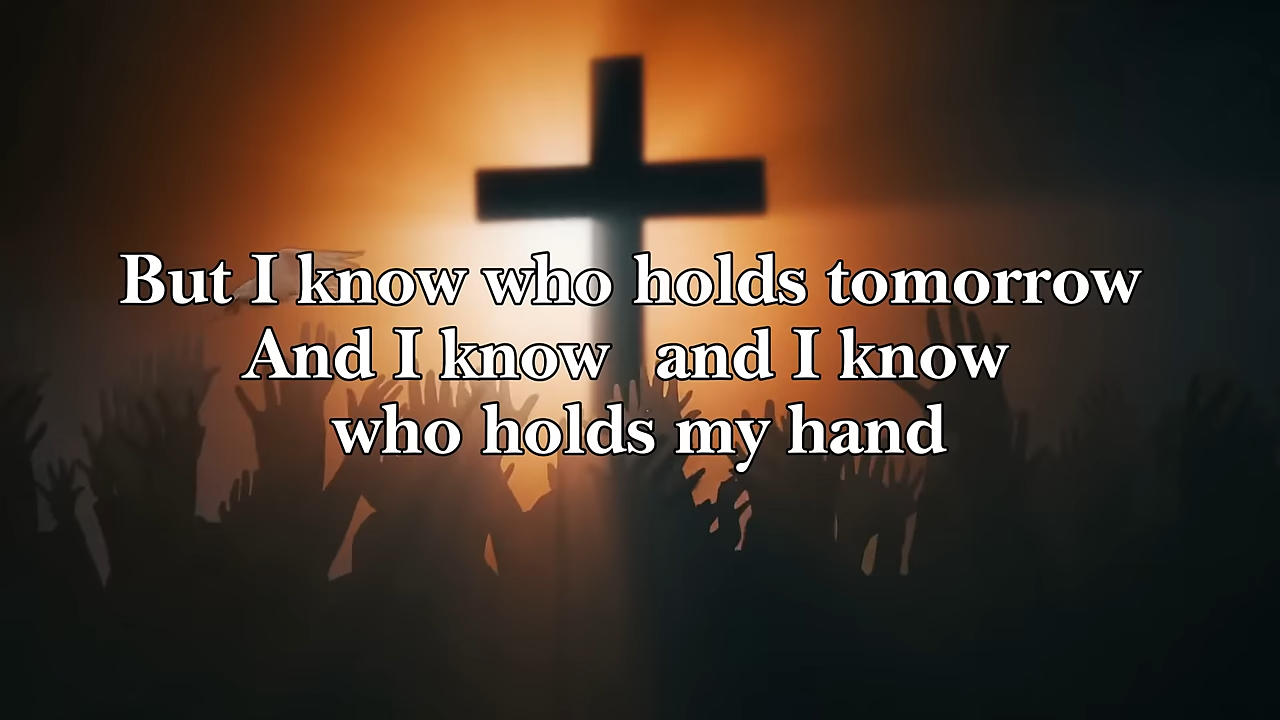 But I know who holds tomorrow
And I know and I know
who holds my hand